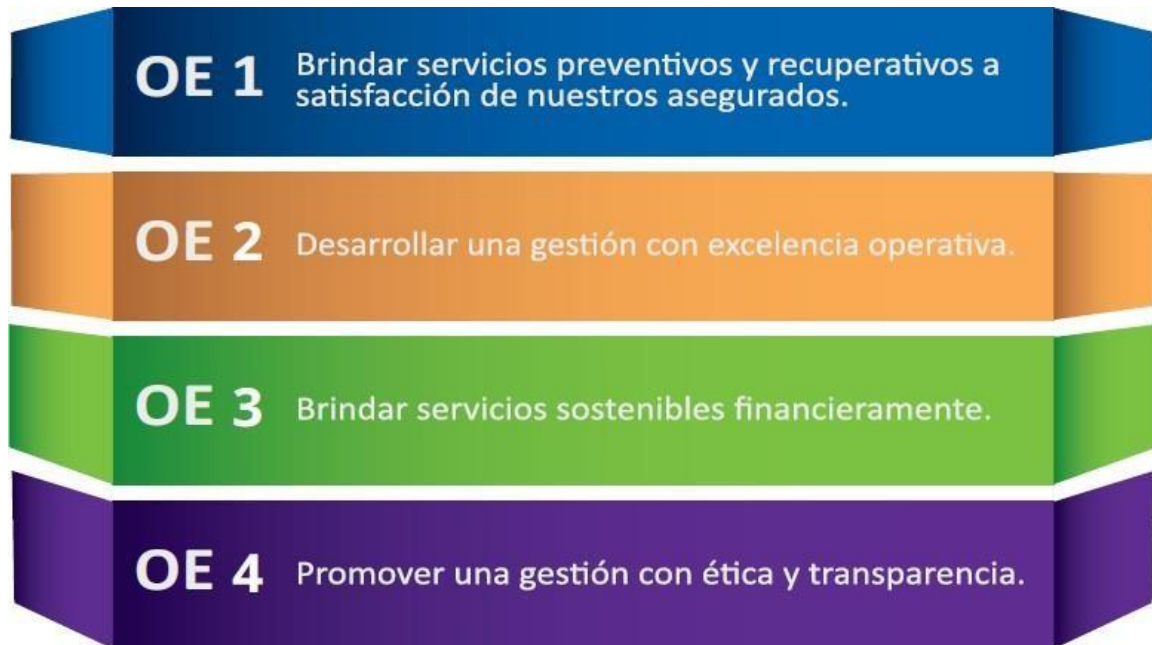 OE 1
Brindar servicios preventivos y recuperativos a
satisfacción de nuestros asegurados.
OE 2
Desarrollar una gestión con excelencia operativa.
OE 3
Brindar servicios sostenibles financieramente.
OE 4
Promover una gestión con ética y transparencia.